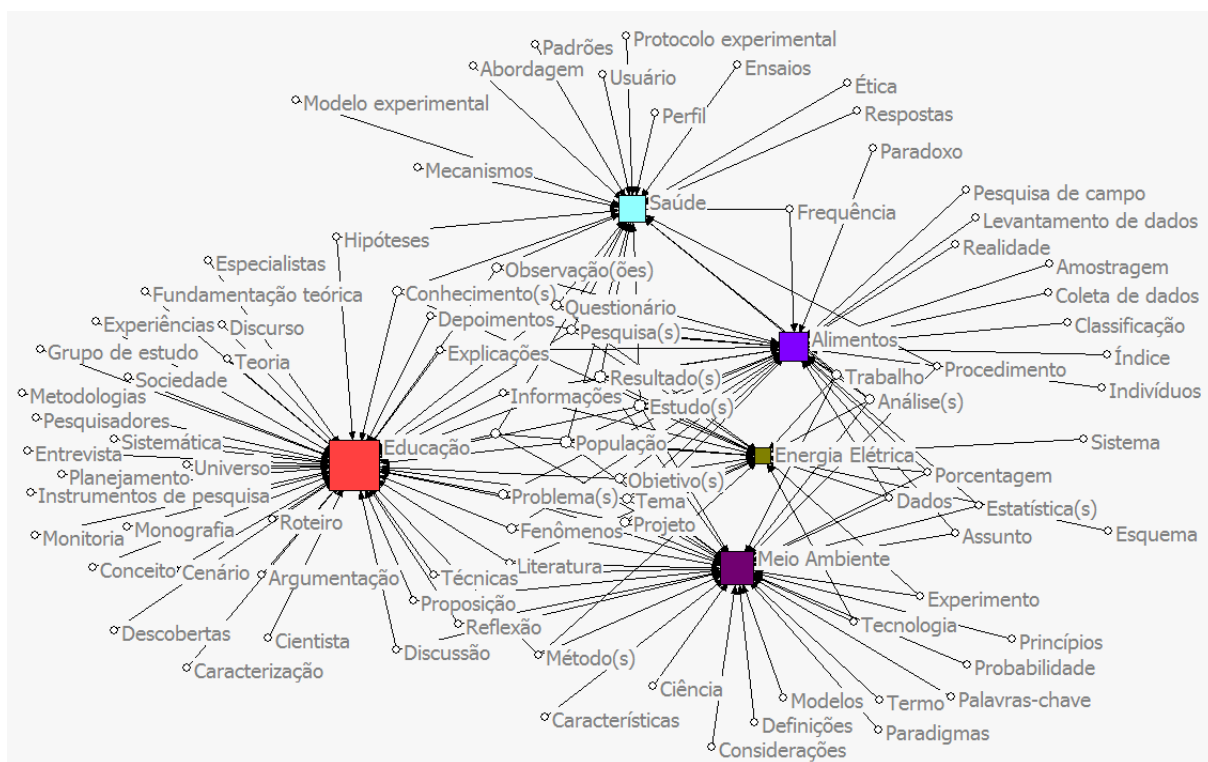 Padrões
Protocolo experimental
Abordagem
Usuário
Ensaios
Ética
Modelo experimental
Perfil
Respostas
Paradoxo
Mecanismos
Pesquisa de campo
Saúde
Frequência
Levantamento de dados
Hipóteses
Realidade
Especialistas
Observação(ões)
Amostragem
Fundamentação teórica
Conhecimento(s)
Coleta de dados
Questionário
Experiências
Discurso
Depoimentos
Classificação
Pesquisa(s)
Alimentos
Grupo de estudo
Teoria
Explicações
Índice
Sociedade
Resultado(s)
Trabalho
Procedimento
Indivíduos
Metodologias
Informações
Estudo(s)
Análise(s)
Pesquisadores
Sistemática
Educação
População
Sistema
Entrevista
Universo
Energia Elétrica
Planejamento
Objetivo(s)
Porcentagem
Instrumentos de pesquisa
Problema(s)
Tema
Dados
Estatística(s)
Roteiro
Projeto
Monografia
Fenômenos
Assunto
Esquema
Monitoria
Meio Ambiente
Conceito
Cenário
Argumentação
Técnicas
Literatura
Proposição
Experimento
Reflexão
Tecnologia
Descobertas
Cientista
Discussão
Método(s)
Princípios
Caracterização
Probabilidade
Ciência
Modelos
Termo
Palavras-chave
Características
Definições
Paradigmas
Considerações